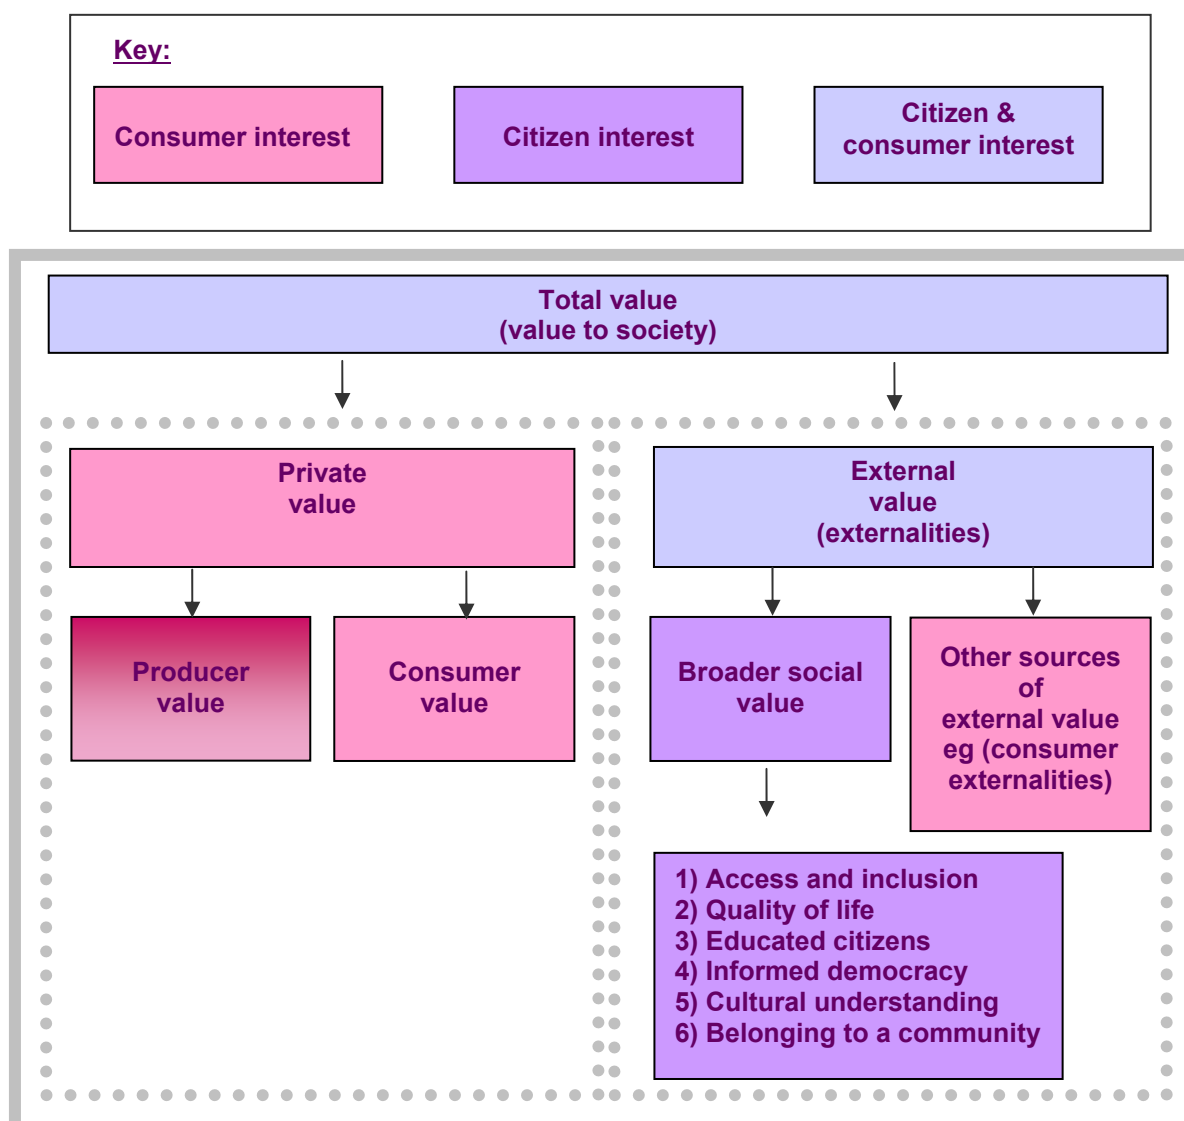 Key:
Consumer interest
Citizen interest
Citizen &
consumer interest
Total value
(value to society)
Private
value
External
value
(externalities)
Producer
value
Consumer
value
Broader social
value
Other sources
of
external value
eg (consumer
externalities)
1) Access and inclusion
2) Quality of life
3) Educated citizens
4) Informed democracy
5) Cultural understanding
6) Belonging to a community